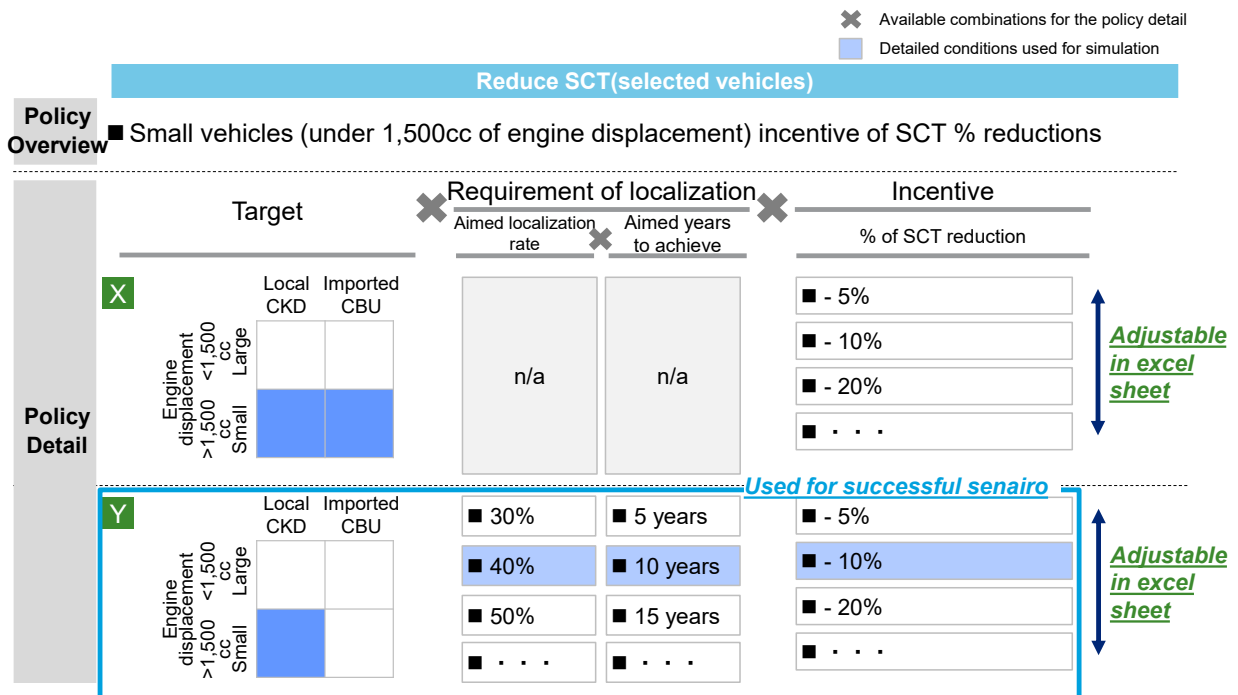 Available combinations for the policy detail
Detailed conditions used for simulation
Reduce SCT(selected vehicles)
Policy
Overview
■ Small vehicles (under 1,500cc of engine displacement) incentive of SCT % reductions
Policy
Detail
Target
Requirement of localization
Incentive
Aimed localization
rate
Aimed years
to achieve
% of SCT reduction
X
Local
CKD
Imported
CBU
Engine
displacement
<1,500
cc
Large
>1,500
cc
Small
n/a
n/a
■ - 5%
■ - 10%
■ - 20%
■ ・・・
Adjustable
in excel
sheet
Used for successful senairo
Y
Local
CKD
Imported
CBU
Engine
displacement
<1,500
cc
Large
>1,500
cc
Small
■ 30%
■ 40%
■ 50%
■ ・・・
■ 5 years
■ 10 years
■ 15 years
■ ・・・
■ - 5%
■ - 10%
■ - 20%
■ ・・・
Adjustable
in excel
sheet